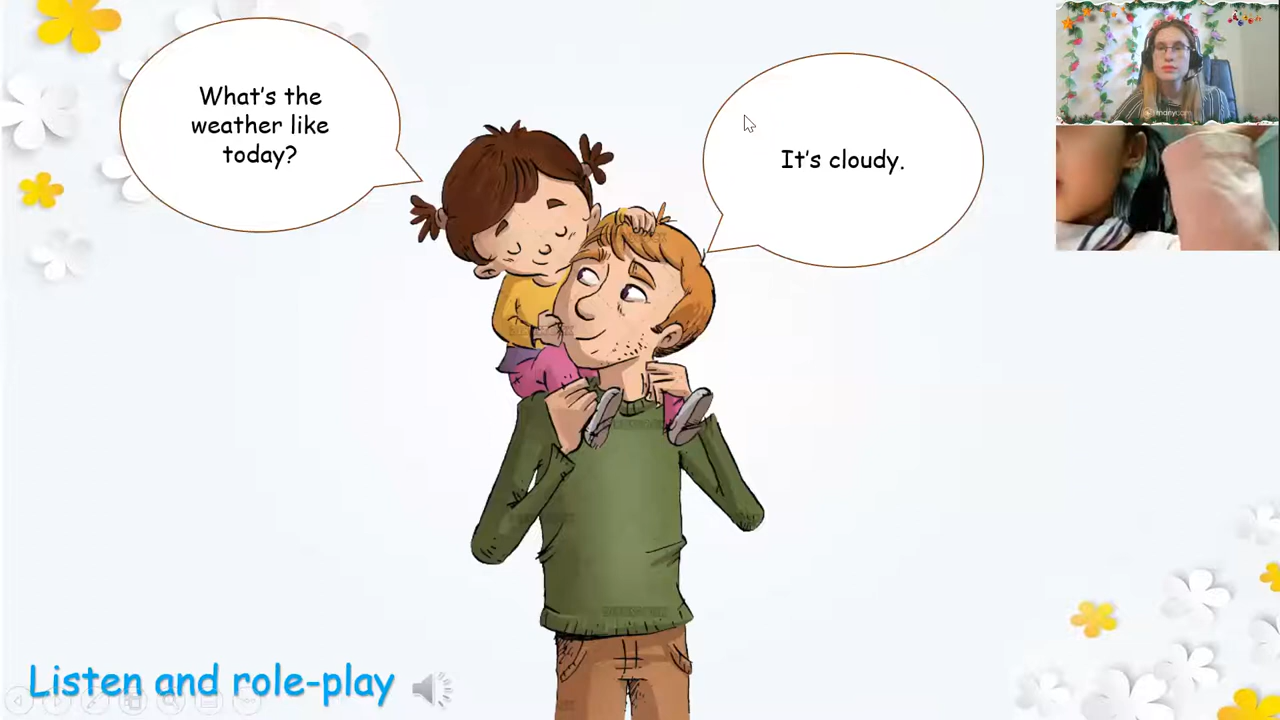 What's the
weather like
today?
It's cloudy.
Listen and role-play